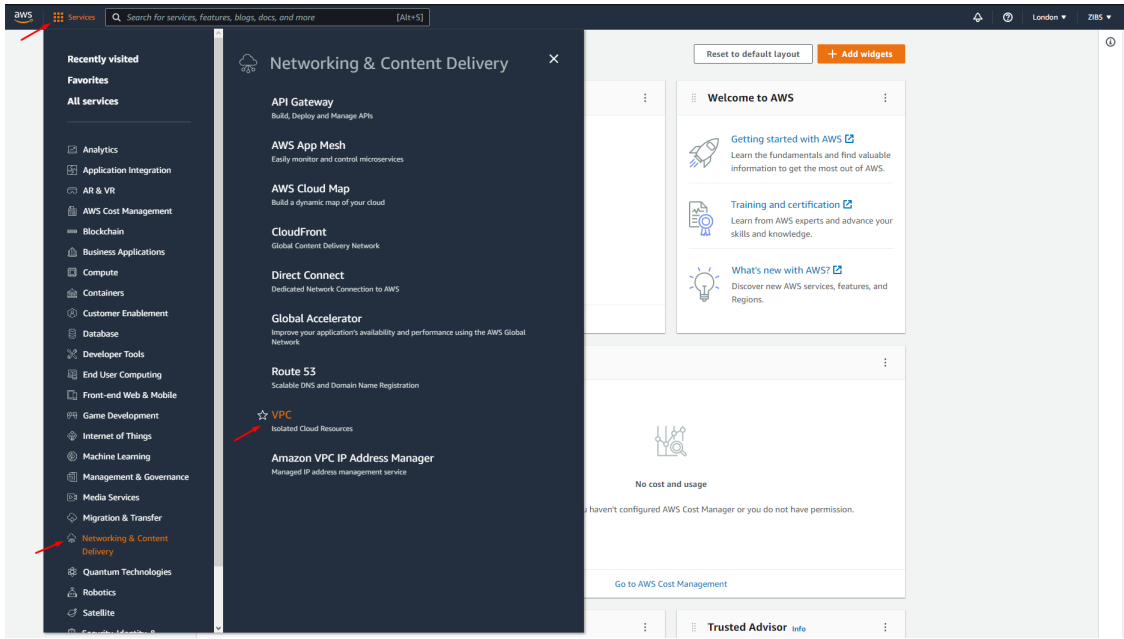 aws
Services
Search for services, features, blogs, docs, and more
[Alt+S]
London ▼
ZIBS ▼
Recently visited
Favorites
All services
Analytics
Application Integration
AR & VR
AWS Cost Management
Blockchain
Business Applications
Compute
Containers
Customer Enablement
Database
Developer Tools
End User Computing
Front-end Web & Mobile
Game Development
Internet of Things
Machine Learning
Management & Governance
Media Services
Migration & Transfer
Networking & Content
Delivery
Quantum Technologies
Robotics
Satellite
Security, Identity, &
Networking & Content Delivery
API Gateway
Build, Deploy and Manage APIs
AWS App Mesh
Easily monitor and control microservices
AWS Cloud Map
Build a dynamic map of your cloud
CloudFront
Global Content Delivery Network
Direct Connect
Dedicated Network Connection to AWS
Global Accelerator
Improve your application's availability and performance using the AWS Global
Network
Route 53
Scalable DNS and Domain Name Registration
VPC
Isolated Cloud Resources
Amazon VPC IP Address Manager
Managed IP address management service
Reset to default layout
+ Add widgets
Welcome to AWS
Getting started with AWS
Learn the fundamentals and find valuable
information to get the most out of AWS.
Training and certification
Learn from AWS experts and advance your
skills and knowledge.
What's new with AWS?
Discover new AWS services, features, and
Regions.
No cost and usage
haven't configured AWS Cost Manager or you do not have permission.
Go to AWS Cost Management
Trusted Advisor Info